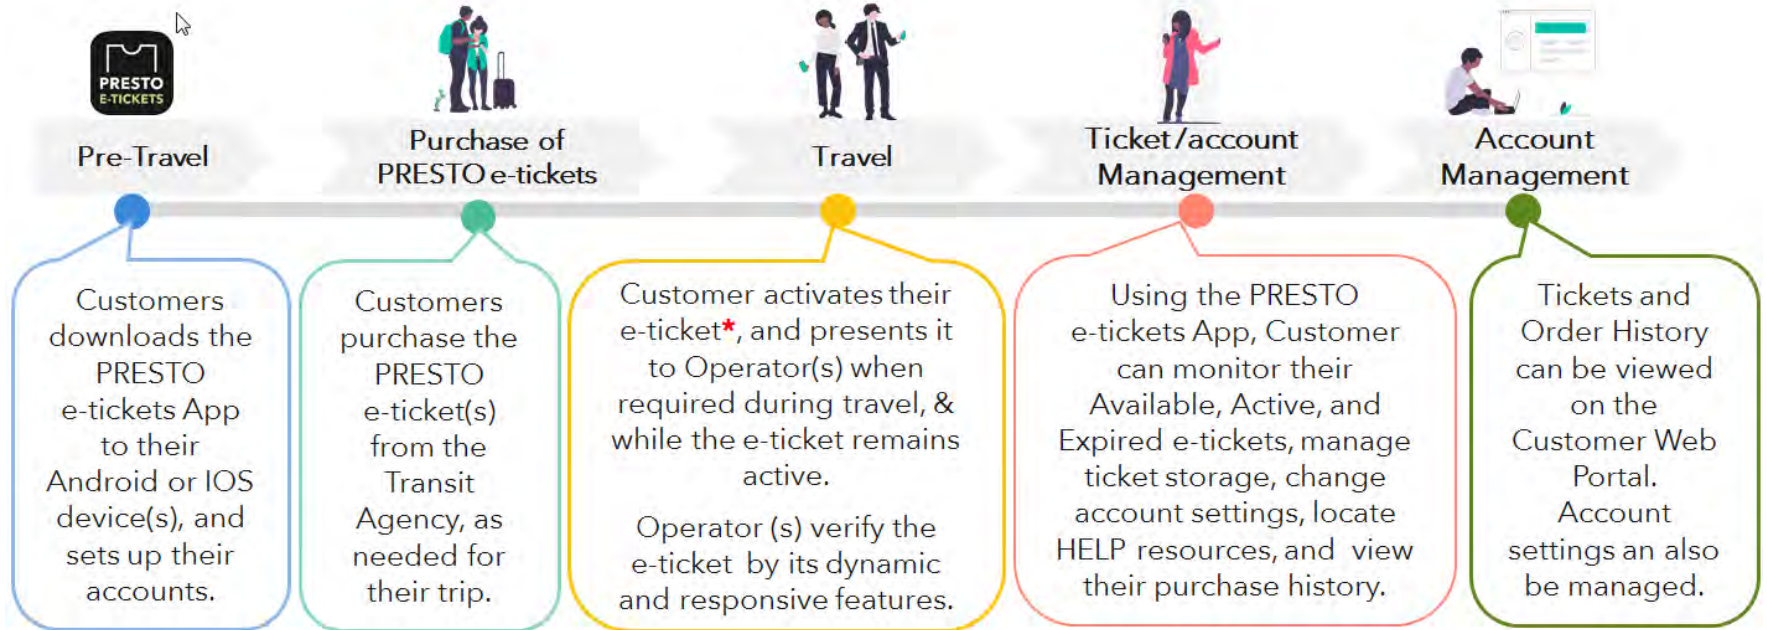 PRESTO
E-TICKETS
Pre-Travel
Purchase of
PRESTO e-tickets
Travel
Ticket/account
Management
Account
Management
Customers
downloads the
PRESTO
e-tickets App
to their
Android or IOS
device(s), and
sets up their
accounts.
Customers
purchase the
PRESTO
e-ticket(s)
from the
Transit
Agency, as
needed for
their trip.
Customer activates their
e-ticket*, and presents it
to Operator(s) when
required during travel, &
while the e-ticket remains
active.
Operator (s) verify the
e-ticket by its dynamic
and responsive features.
Using the PRESTO
e-tickets App, Customer
can monitor their
Available, Active, and
Expired e-tickets, manage
ticket storage, change
account settings, locate
HELP resources, and view
their purchase history.
Tickets and
Order History
can be viewed
on the
Customer Web
Portal.
Account
settings an also
be managed.